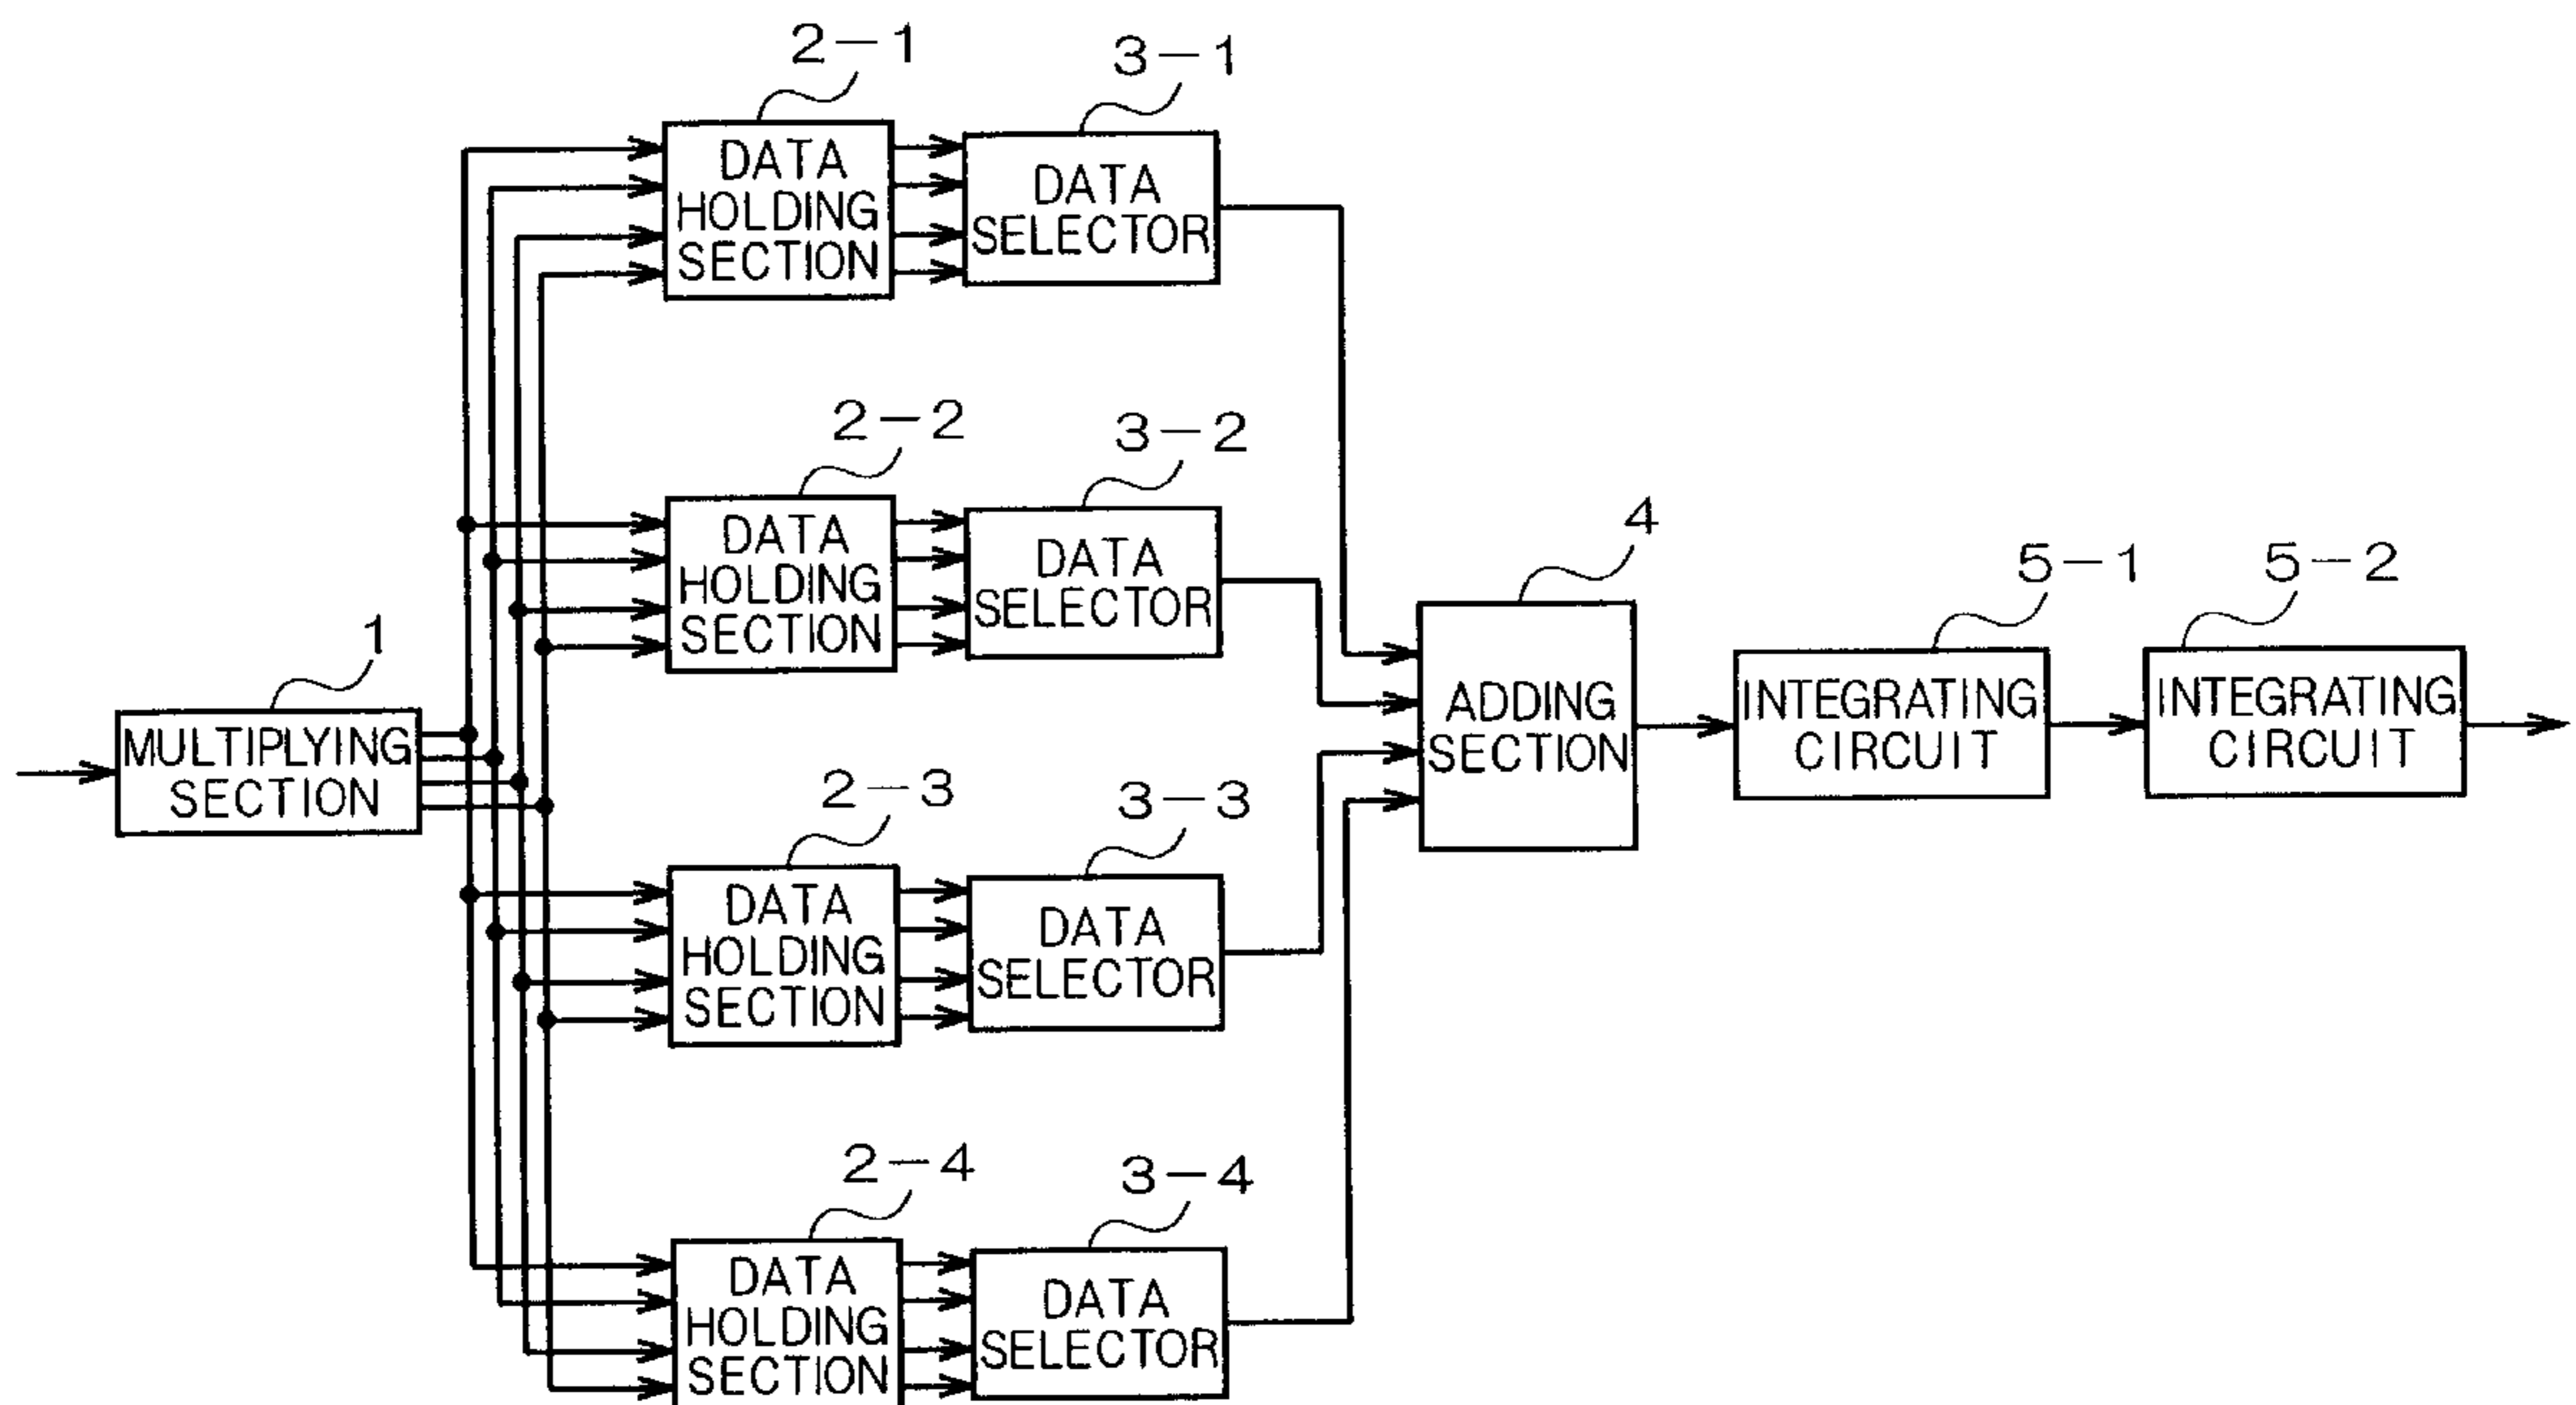 2-1
3-1
DATA
HOLDING
SECTION
DATA
SELECTOR
2-2
3-2
DATA
HOLDING
SECTION
DATA
SELECTOR
4
5-1
5-2
1
MULTIPLYING
SECTION
ADDING
SECTION
INTEGRATING
CIRCUIT
INTEGRATING
CIRCUIT
2-3
3-3
DATA
HOLDING
SECTION
DATA
SELECTOR
2-4
3-4
DATA
HOLDING
SECTION
DATA
SELECTOR